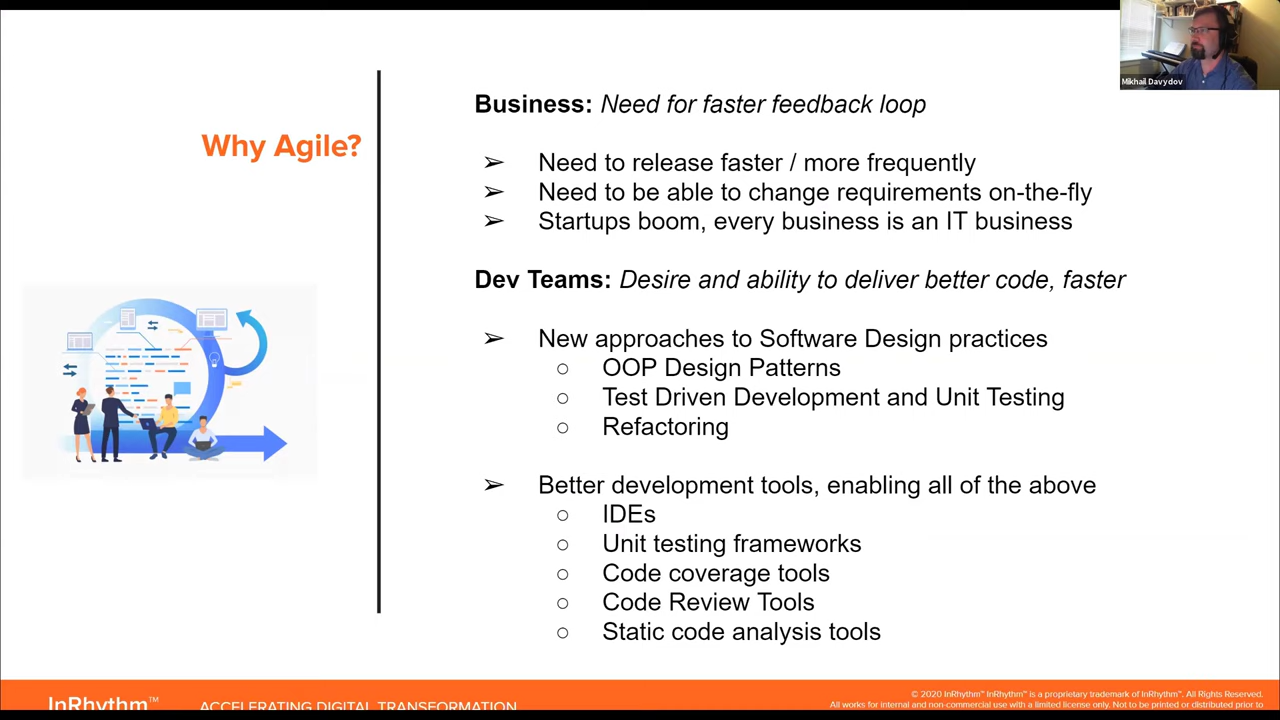 Mikhail Davydov
Why Agile?
Business: Need for faster feedback loop
➢ Need to release faster / more frequently
➢ Need to be able to change requirements on-the-fly
➢ Startups boom, every business is an IT business
Dev Teams: Desire and ability to deliver better code, faster
➢ New approaches to Software Design practices
○ OOP Design Patterns
○ Test Driven Development and Unit Testing
○ Refactoring
➢ Better development tools, enabling all of the above
○ IDEs
○ Unit testing frameworks
○ Code coverage tools
○ Code Review Tools
○ Static code analysis tools
InRhythm™ ACCELERATING DIGITAL TRANSFORMATION
© 2020 InRhythm™ InRhythm™ is a proprietary trademark of InRhythm™. All Rights Reserved.
All works for internal and non-commercial use with a limited license only. Not to be printed or distributed prior to